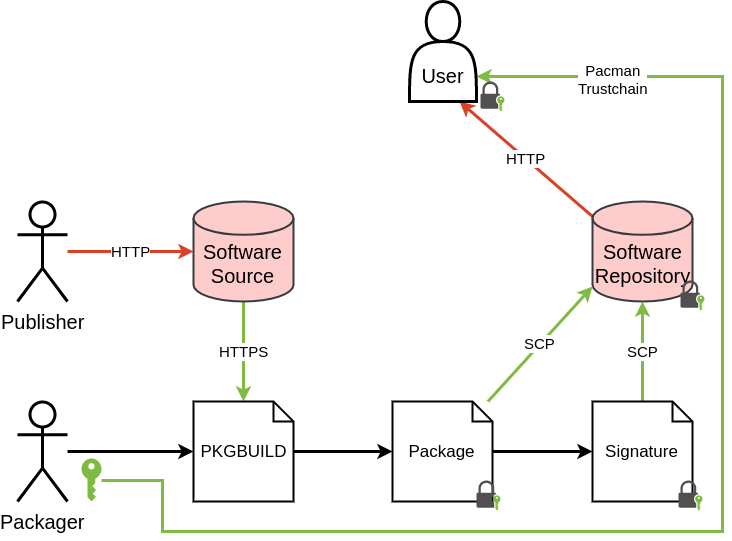 User
Pacman
Trustchain
HTTP
HTTP
Software
Source
Software
Repository
Publisher
HTTPS
SCP
SCP
PKGBUILD
Package
Signature
Packager